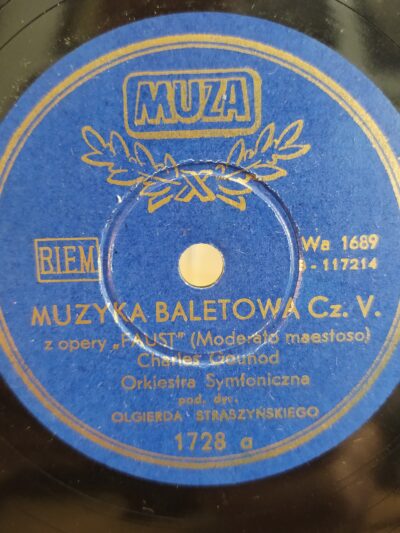 MUZA
BIEM
Wa 1689
- 117214
MUZYKA BALETOWA Cz. V.
z opery „FAUST" (Moderato maestoso)
Charles Gounod
Orkiestra Symfoniczna
pod. dyr.
OLGIERDA STRASZYŃSKIEGO
1728 a